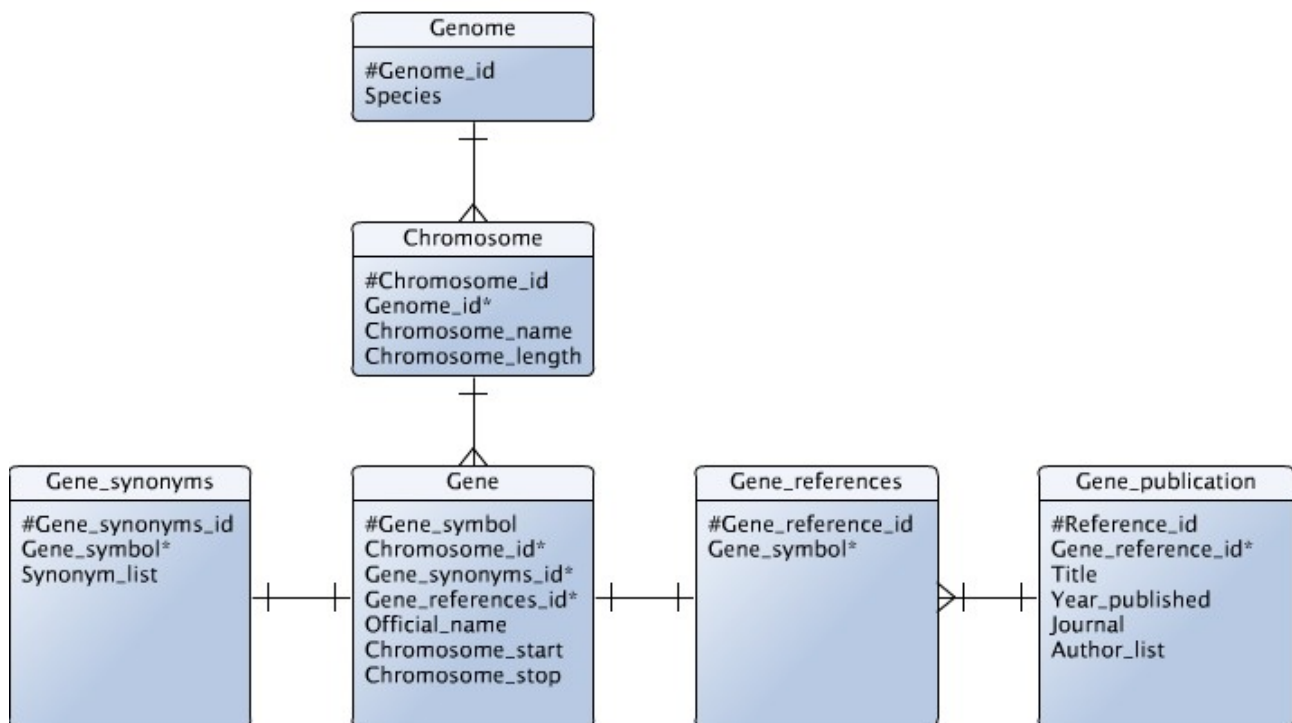 Genome
#Genome_id
Species
Chromosome
#Chromosome_id
Genome_id*
Chromosome_name
Chromosome_length
Gene_synonyms
#Gene_synonyms_id
Gene_symbol*
Synonym_list
Gene
#Gene_symbol
Chromosome_id*
Gene_synonyms_id*
Gene_references_id*
Official_name
Chromosome_start
Chromosome_stop
Gene_references
#Gene_reference_id
Gene_symbol*
Gene_publication
#Reference_id
Gene_reference_id*
Title
Year_published
Journal
Author_list